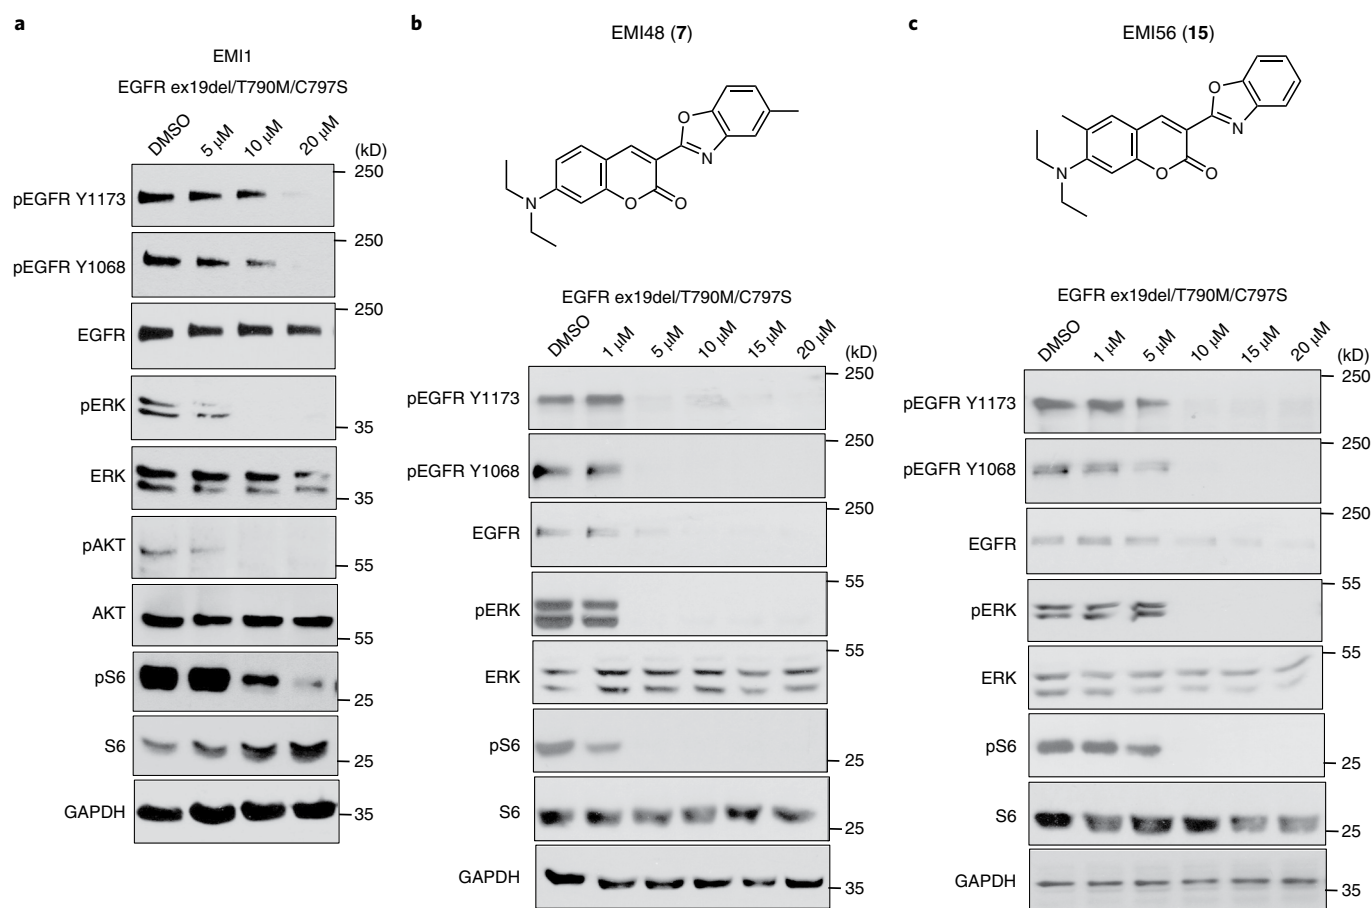 a
EMI1
EGFR ex19del/T790M/C797S
DMSO 5 μM 10 μM 20 μM (kD)
pEGFR Y1173 250
pEGFR Y1068 250
EGFR 250
pERK 35
ERK 35
pAKT 55
AKT 55
pS6 25
S6 25
GAPDH 35
b
EMI48 (7)
O
N
N
O
O
EGFR ex19del/T790M/C797S
DMSO 1 μM 5 μM 10 μM 15 μM 20 μM (kD)
pEGFR Y1173 250
pEGFR Y1068 250
EGFR 250
pERK 55
ERK 55
pS6 25
S6 25
GAPDH 35
c
EMI56 (15)
O
N
N
O
O
EGFR ex19del/T790M/C797S
DMSO 1 μM 5 μM 10 μM 15 μM 20 μM (kD)
pEGFR Y1173 250
pEGFR Y1068 250
EGFR 250
pERK 55
ERK 55
pS6 25
S6 25
GAPDH 35